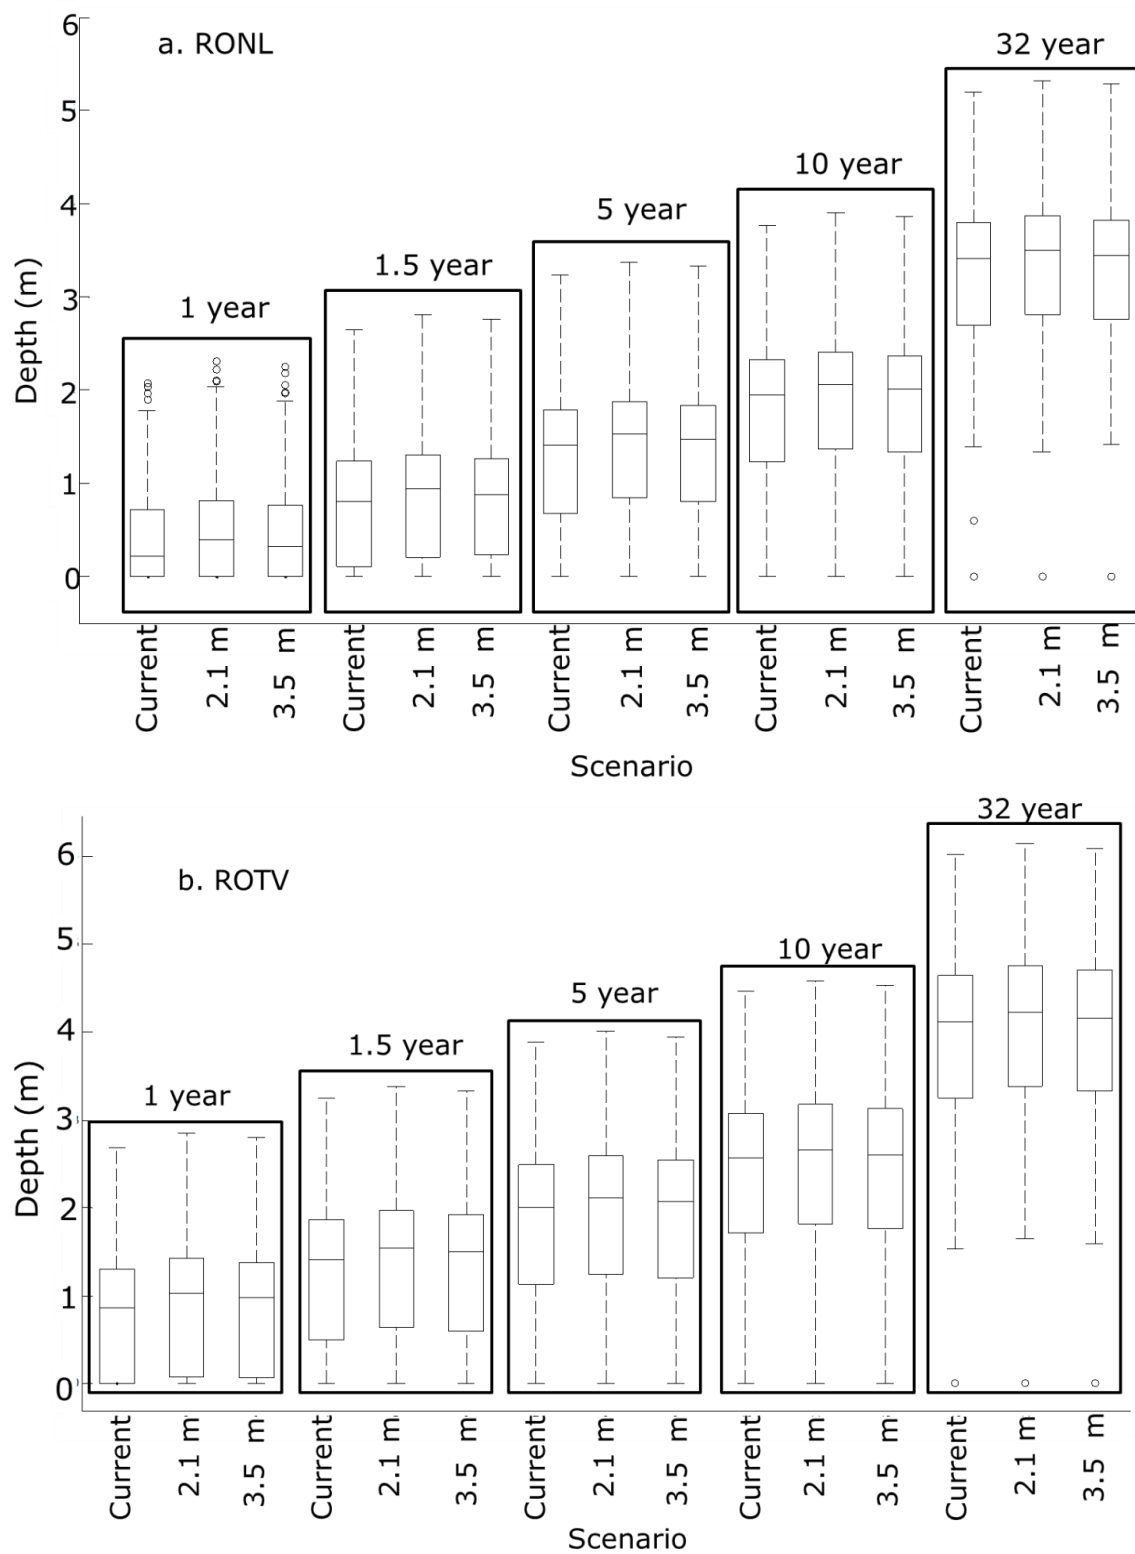 6
a. RONL
32 year
5
10 year
4
5 year
1.5 year
3
1 year
Depth (m)
2
1
0
Current
2.1 m
3.5 m
Current
2.1 m
3.5 m
Current
2.1 m
3.5 m
Current
2.1 m
3.5 m
Current
2.1 m
3.5 m
Scenario
32 year
6
b. ROTV
5
10 year
5 year
4
1.5 year
1 year
3
Depth (m)
2
1
0
Current
2.1 m
3.5 m
Current
2.1 m
3.5 m
Current
2.1 m
3.5 m
Current
2.1 m
3.5 m
Current
2.1 m
3.5 m
Scenario